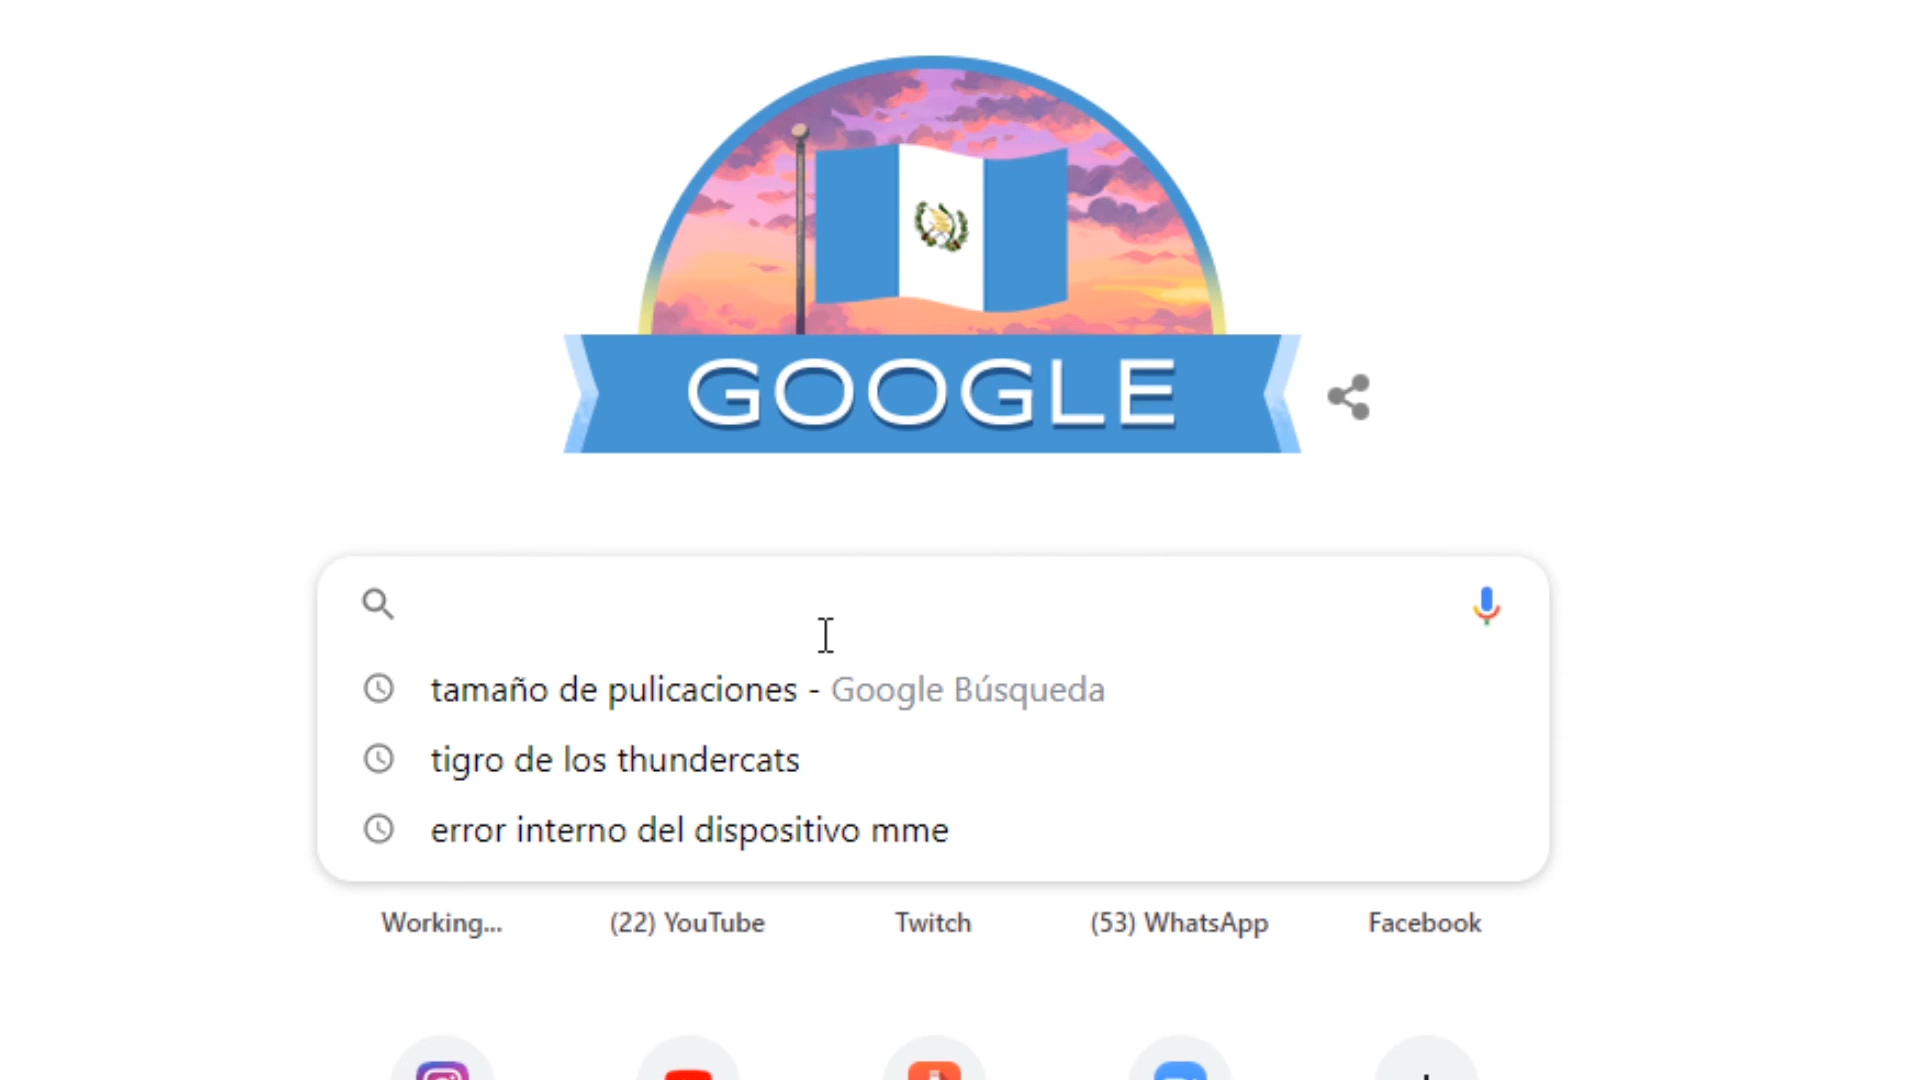 GOOGLE
tamaño de pulicaciones - Google Búsqueda
tigro de los thundercats
error interno del dispositivo mme
Working... (22) YouTube Twitch (53) WhatsApp Facebook